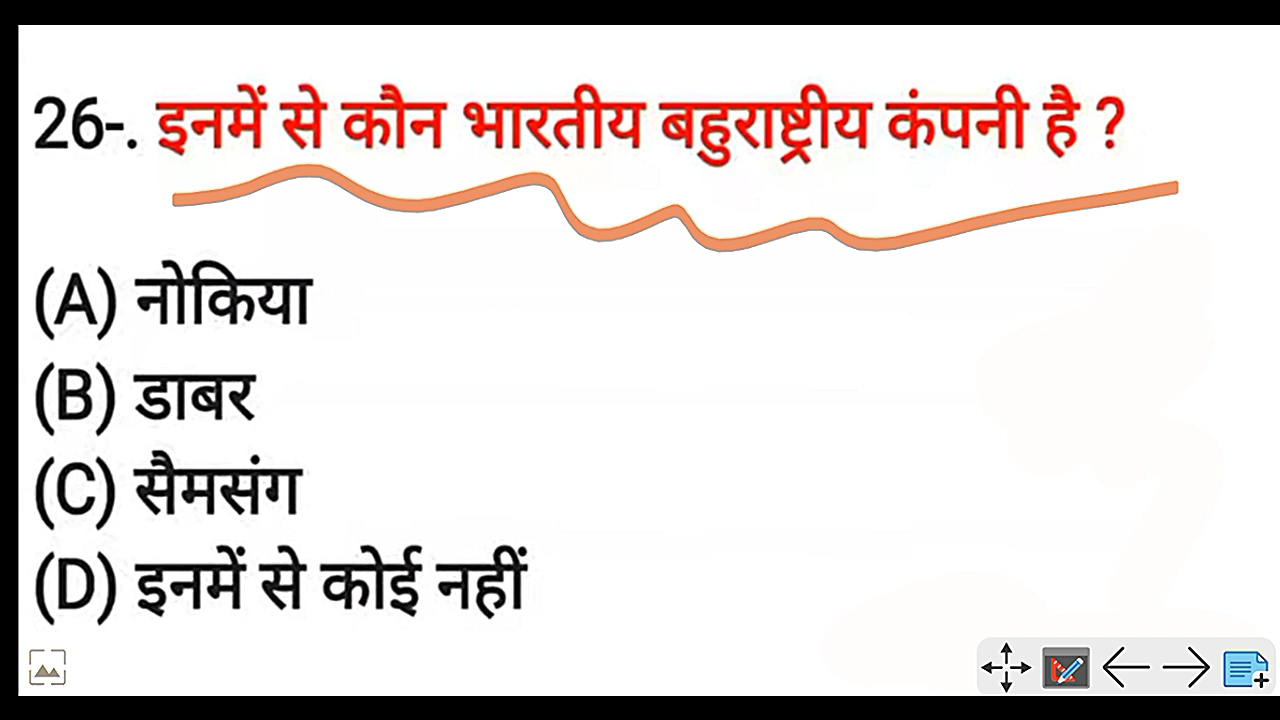 26-. इनमें से कौन भारतीय बहुराष्ट्रीय कंपनी है ?
(A) नोकिया
(B) डाबर
(C) सैमसंग
(D) इनमें से कोई नहीं